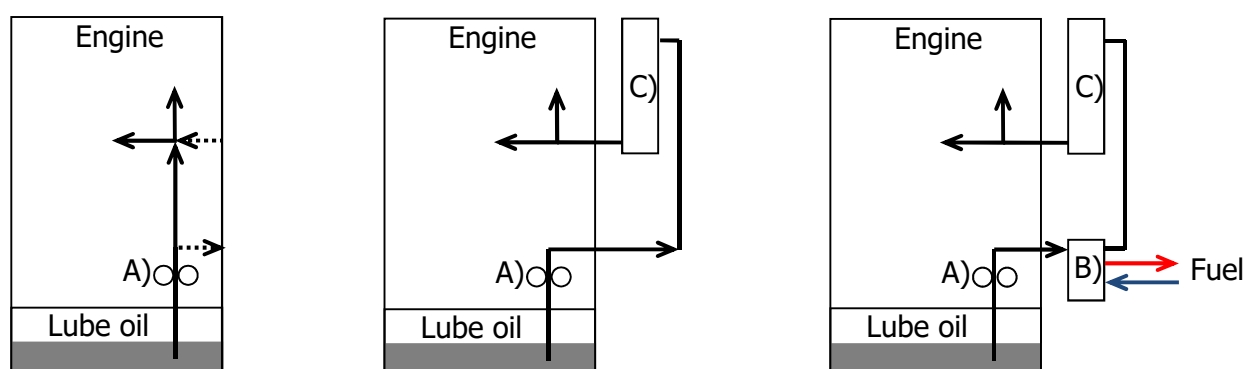 Engine
A)
Lube oil
Engine
C)
A)
Lube oil
Engine
C)
A)
B)
Fuel
Lube oil